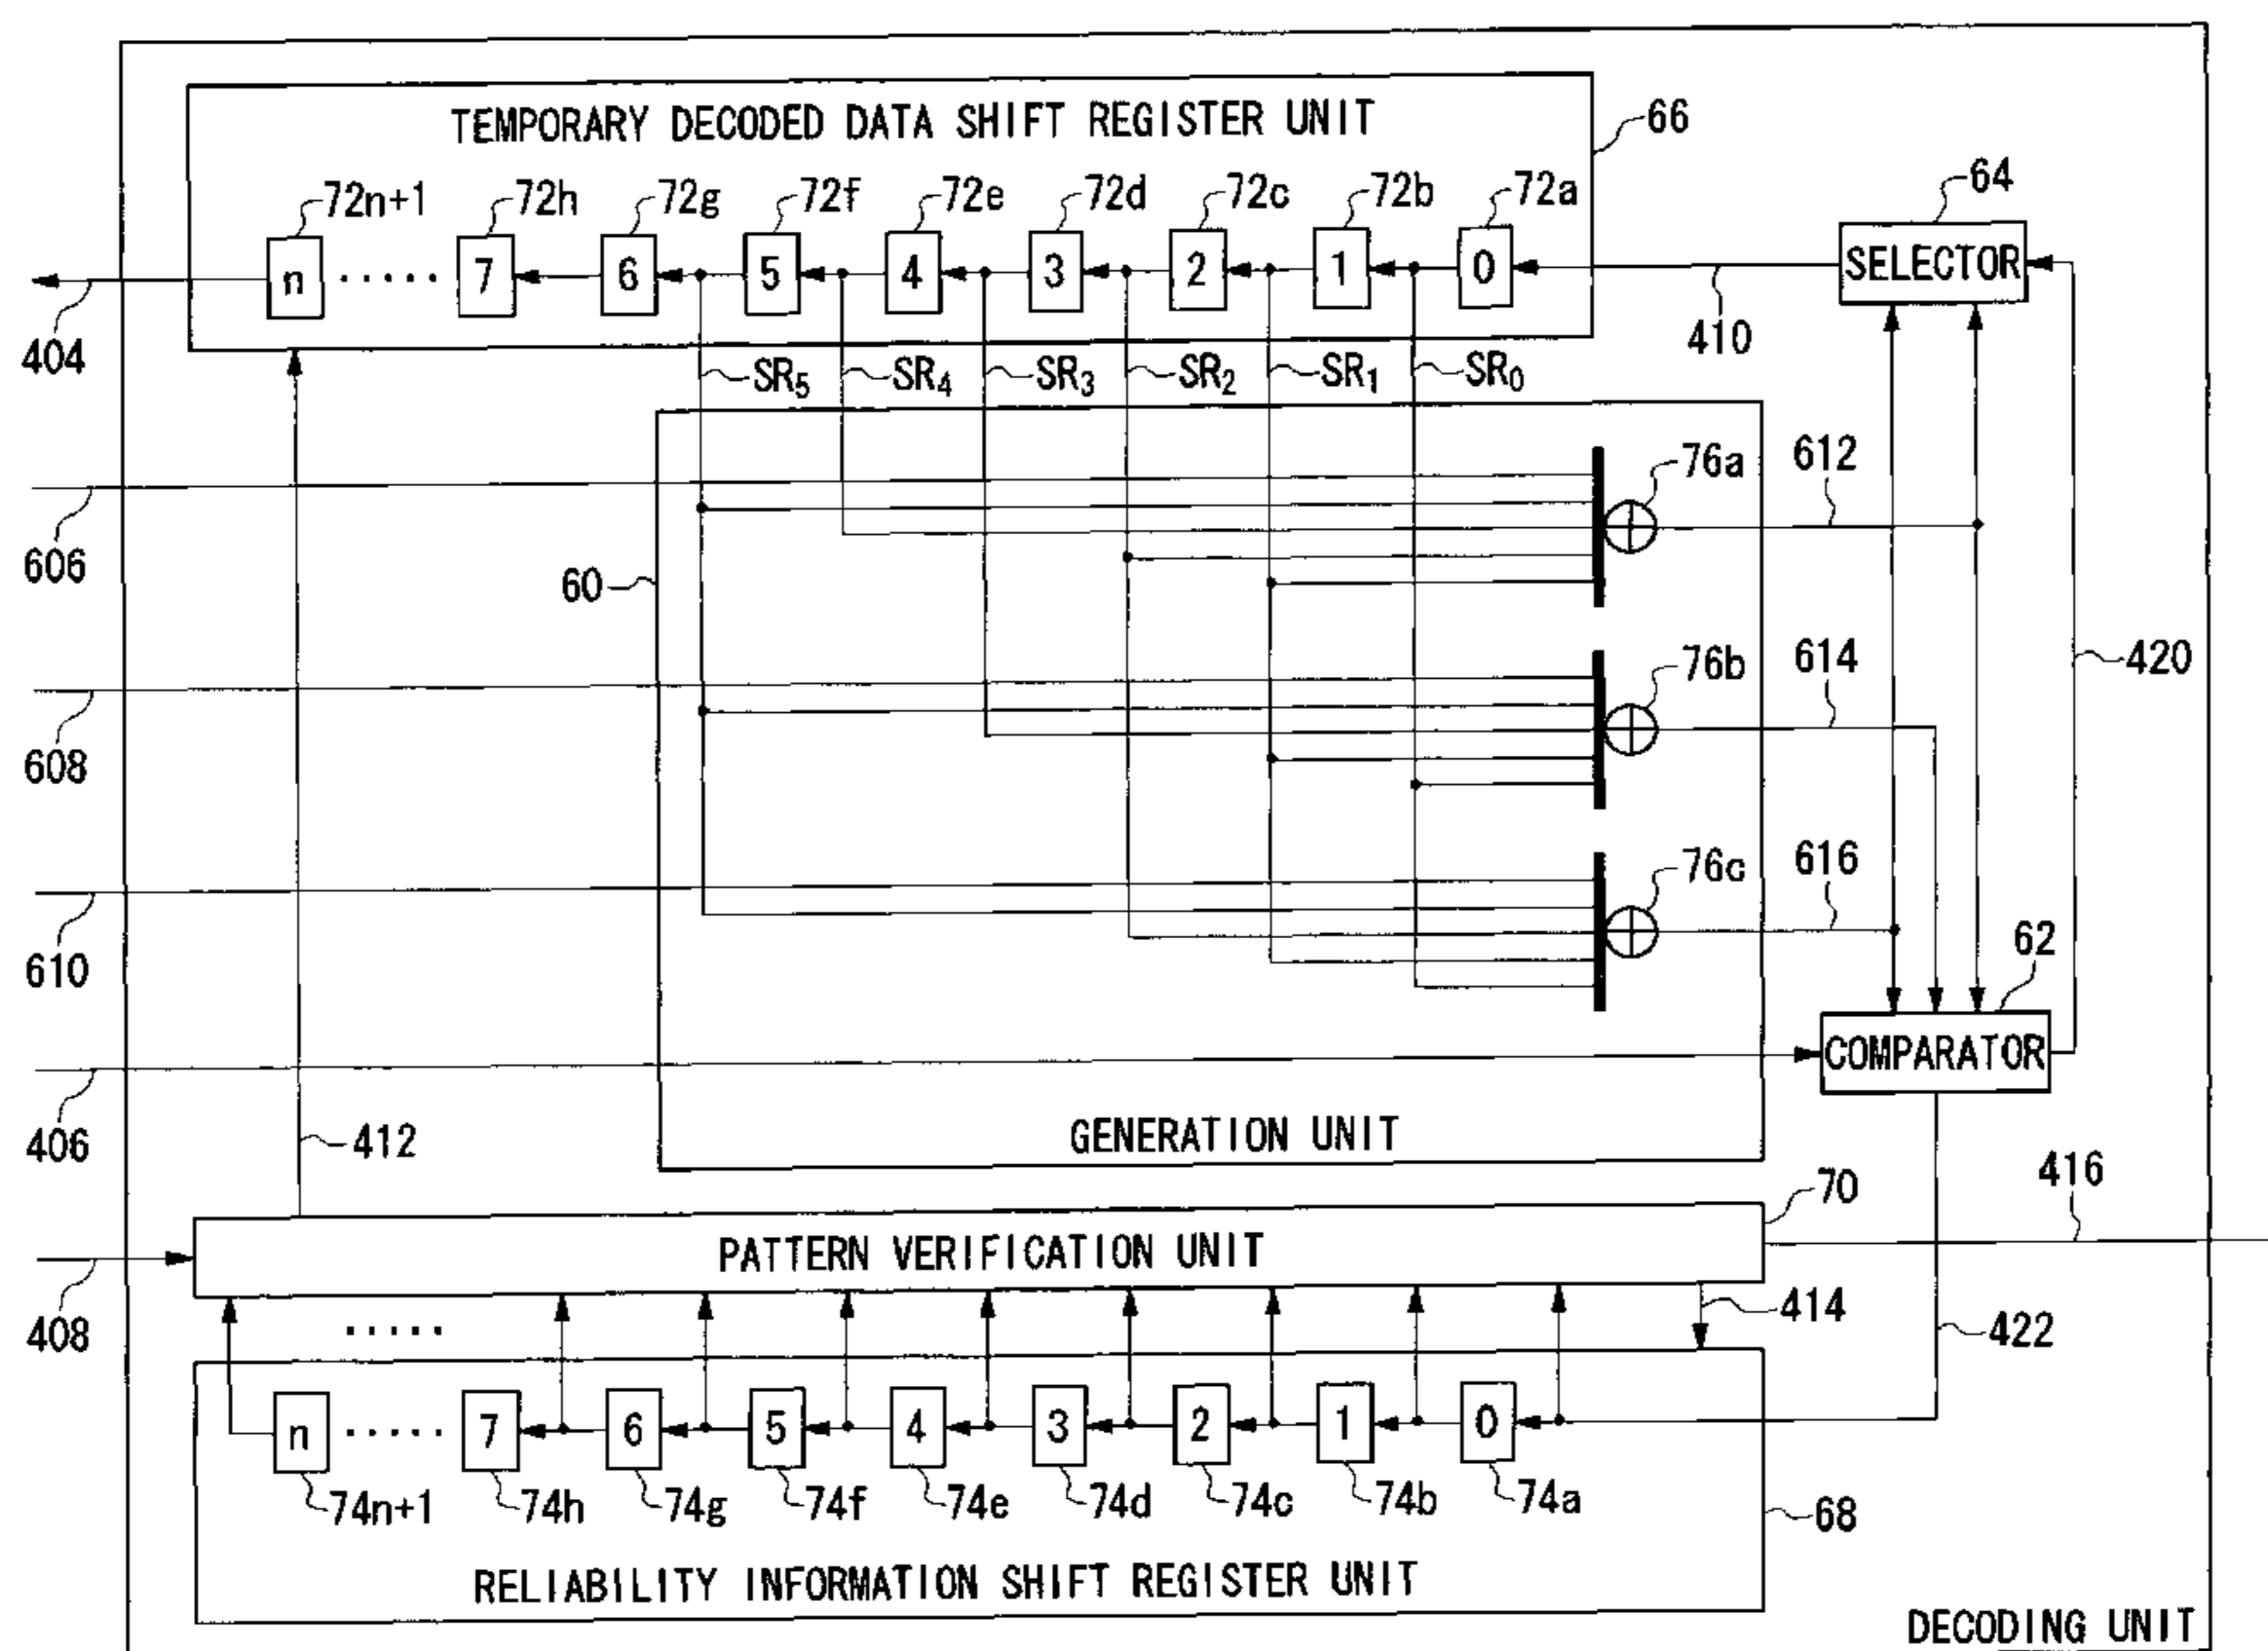 TEMPORARY DECODED DATA SHIFT REGISTER UNIT
66
72n+1 72h 72g 72f 72e 72d 72c 72b 72a
64
n ..... 7 6 5 4 3 2 1 0
SELECTOR
404
410
SR5 SR4 SR3 SR2 SR1 SR0
76a
612
606
60
76b
614
420
608
76c
616
62
610
COMPARATOR
406
412
GENERATION UNIT
70
416
PATTERN VERIFICATION UNIT
408
.....
414
422
n ..... 7 6 5 4 3 2 1 0
74n+1 74h 74g 74f 74e 74d 74c 74b 74a
68
RELIABILITY INFORMATION SHIFT REGISTER UNIT
DECODING UNIT